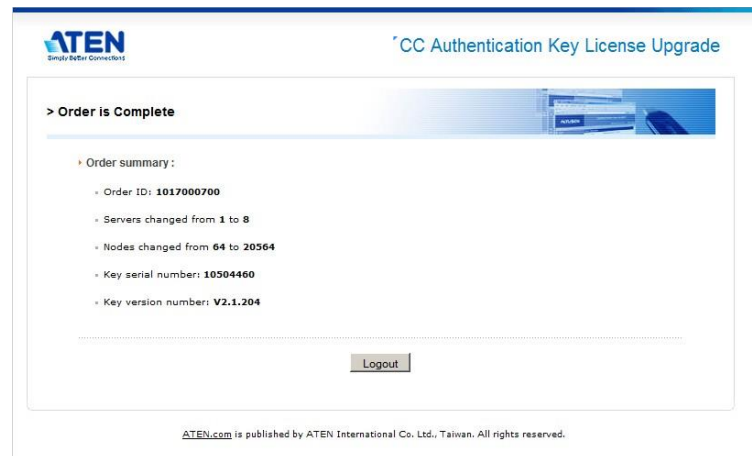 ATEN
Simply Better Connections
CC Authentication Key License Upgrade
> Order is Complete
ALTUSEN
Order summary :
Order ID: 1017000700
Servers changed from 1 to 8
Nodes changed from 64 to 20564
Key serial number: 10504460
Key version number: V2.1.204
Logout
ATEN.com is published by ATEN International Co. Ltd., Taiwan. All rights reserved.